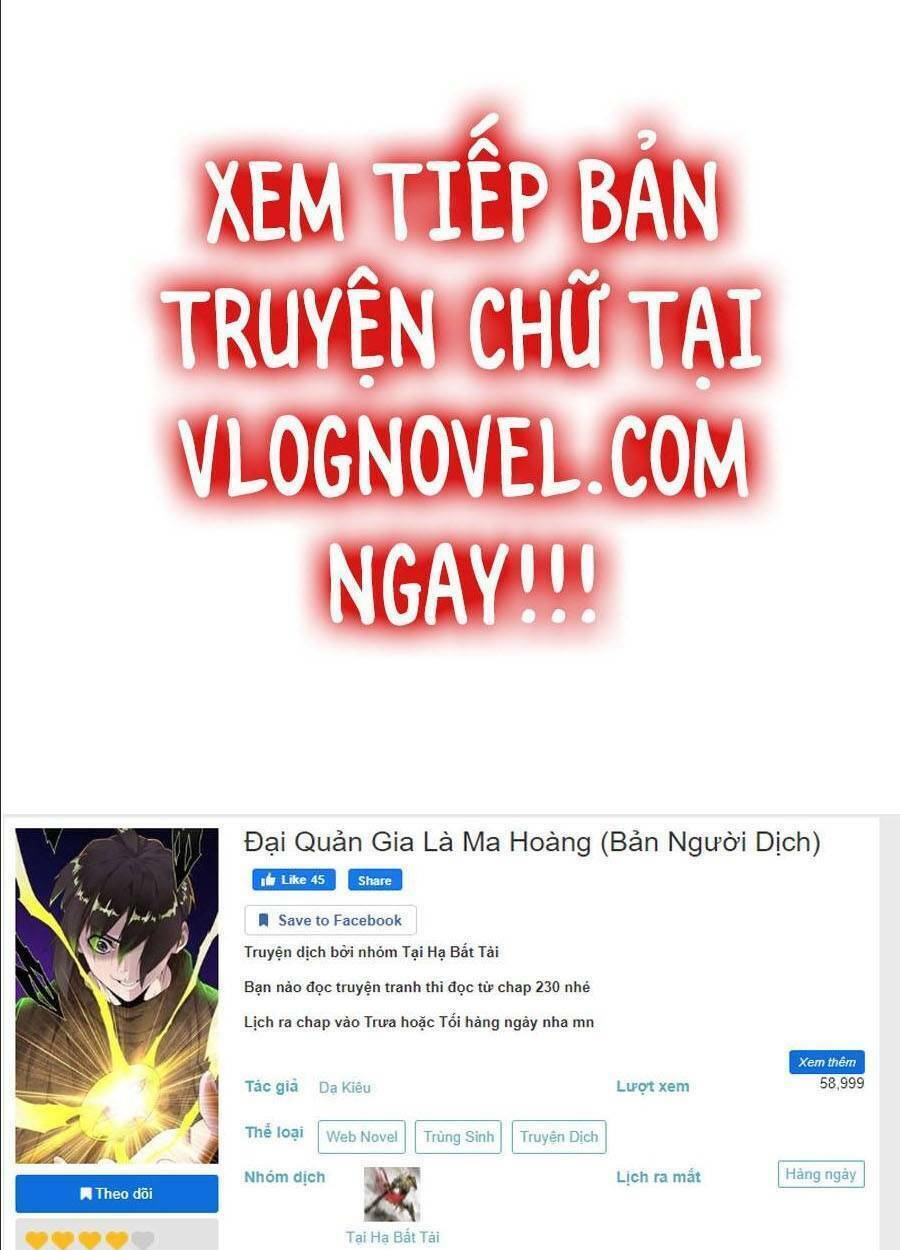 XEM TIẾP BẢN
TRUYỆN CHỮ TẠI
VLOGNOVEL.COM
NGAY!!!
Đại Quản Gia Là Ma Hoàng (Bản Người Dịch)
Like 45 Share
Save to Facebook
Truyện dịch bởi nhóm Tại Hạ Bất Tài
Bạn nào đọc truyện tranh thì đọc từ chap 230 nhé
Lịch ra chap vào Trưa hoặc Tối hàng ngày nha mn
Xem thêm
Tác giả Dạ Kiêu Lượt xem 58,999
Thể loại Web Novel Trùng Sinh Truyện Dịch
Nhóm dịch Lịch ra mắt Hàng ngày
Theo dõi
Tại Hạ Bất Tài